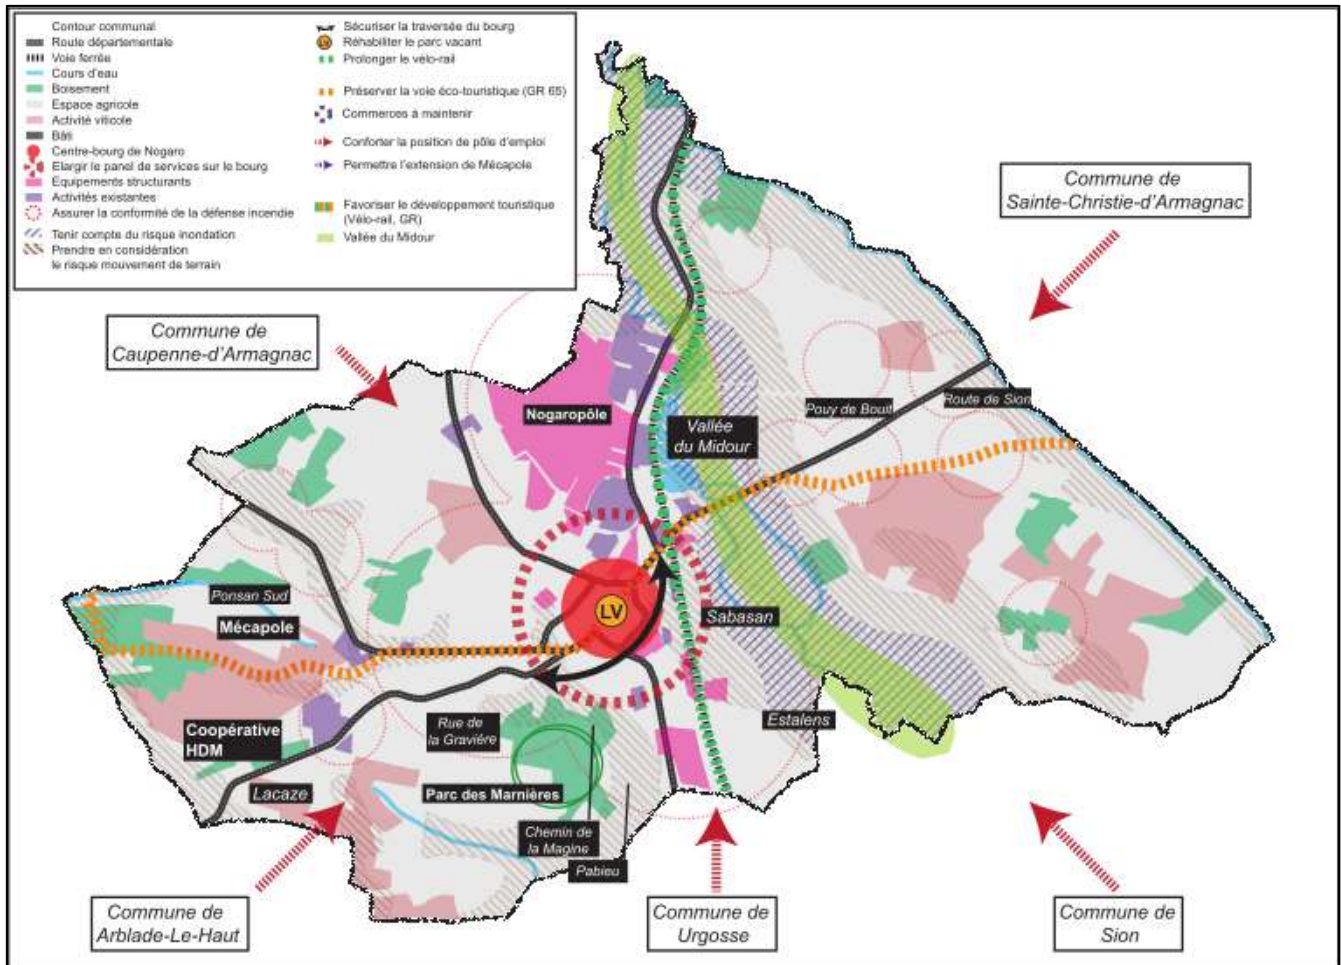 Contour communal
Route départementale
Voie ferrée
Cours d'eau
Boisement
Espace agricole
Activité viticole
Bâti
Centre-bourg de Nogaro
Elargir le panel de services sur le bourg
Equipements structurants
Activités existantes
Assurer la conformité de la défense incendie
Tenir compte du risque inondation
Prendre en considération
le risque mouvement de terrain
Sécuriser la traversée du bourg
LV Réhabiliter le parc vacant
Prolonger le vélo-rail
Préserver la voie éco-touristique (GR 65)
Commerces à maintenir
Conforter la position de pôle d'emploi
Permettre l'extension de Mécapole
Favoriser le développement touristique
(Vélo-rail, GR)
Vallée du Midour
Commune de
Sainte-Christie-d'Armagnac
Commune de
Caupenne-d'Armagnac
Nogaropôle
Vallée
du Midour
Pouy de Bouit
Route de Sion
Ponsan Sud
Mécapole
LV
Sabasan
Coopérative
HDM
Rue de
la Gravière
Estalens
Lacaze
Parc des Marnières
Chemin de
la Magine
Pabieu
Commune de
Arblade-Le-Haut
Commune de
Urgosse
Commune de
Sion